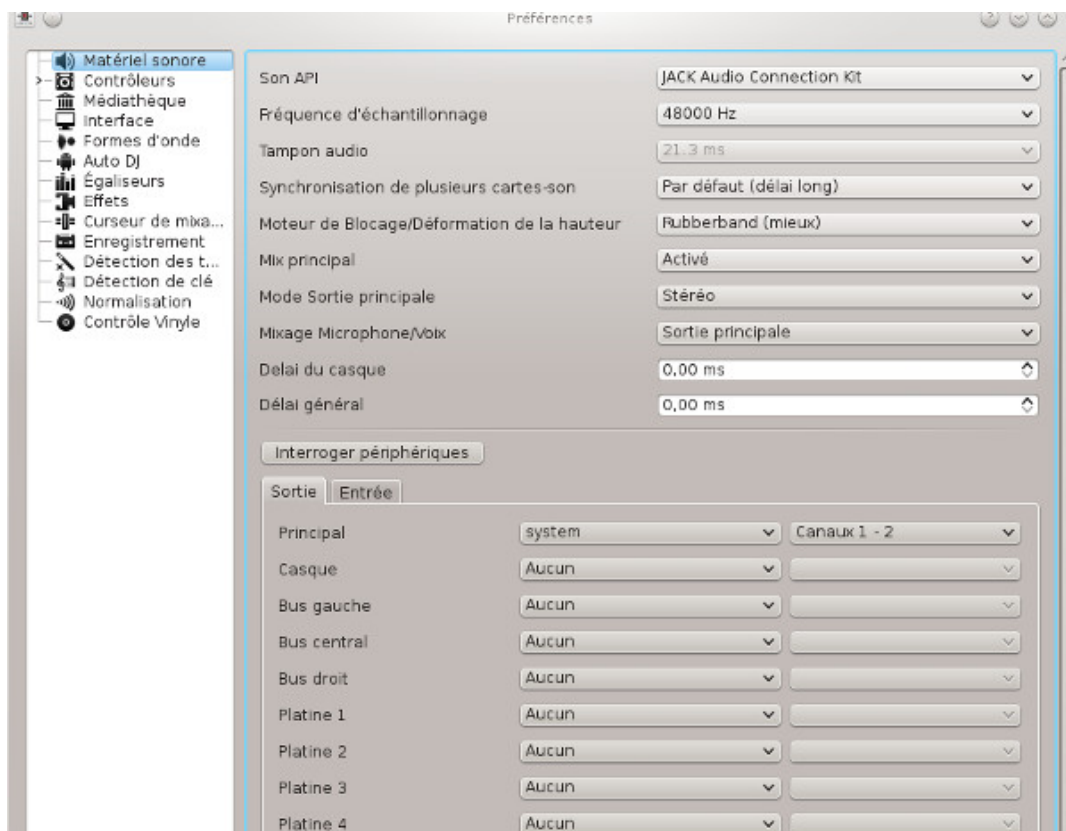 Préférences
Matériel sonore
Contrôleurs
Médiathèque
Interface
Formes d'onde
Auto DJ
Égaliseurs
Effets
Curseur de mixa...
Enregistrement
Détection des t...
Détection de clé
Normalisation
Contrôle Vinyle
Son API JACK Audio Connection Kit
Fréquence d'échantillonnage 48000 Hz
Tampon audio 21.3 ms
Synchronisation de plusieurs cartes-son Par défaut (délai long)
Moteur de Blocage/Déformation de la hauteur Rubberband (mieux)
Mix principal Activé
Mode Sortie principale Stéréo
Mixage Microphone/Voix Sortie principale
Delai du casque 0,00 ms
Délai général 0,00 ms
Interroger périphériques
Sortie Entrée
Principal system Canaux 1 - 2
Casque Aucun
Bus gauche Aucun
Bus central Aucun
Bus droit Aucun
Platine 1 Aucun
Platine 2 Aucun
Platine 3 Aucun
Platine 4 Aucun